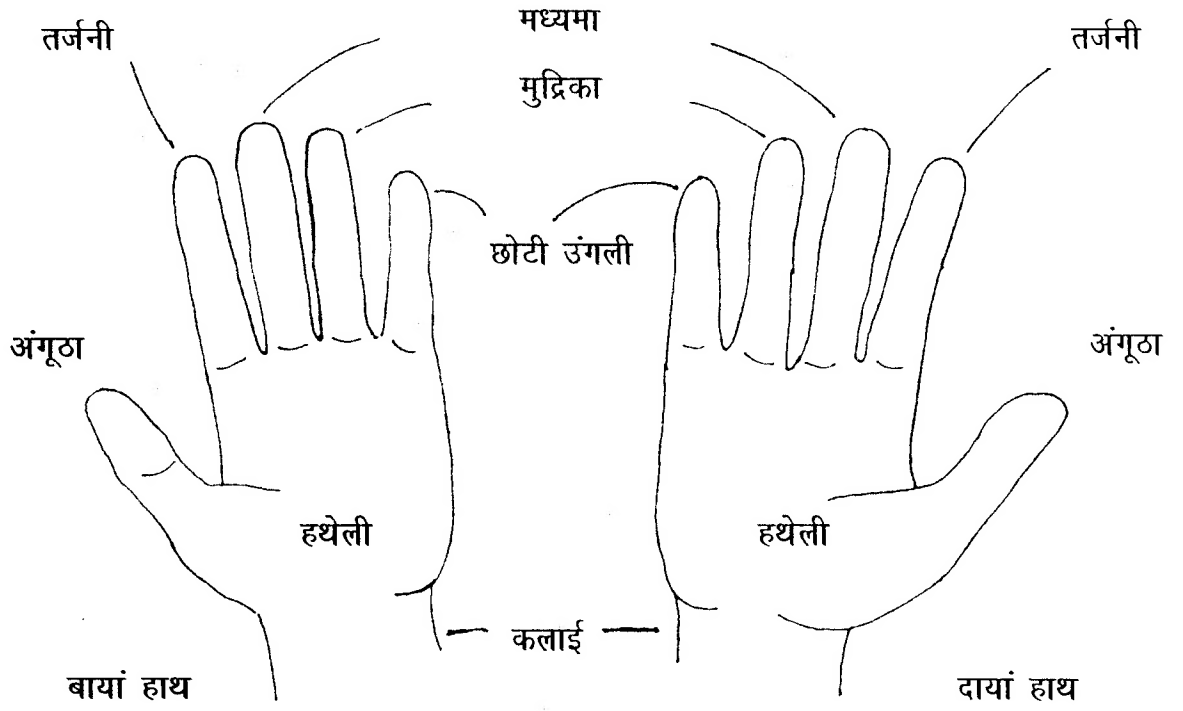 मध्यमा
तर्जनी
तर्जनी
मुद्रिका
छोटी उंगली
अंगूठा
अंगूठा
हथेली
हथेली
कलाई
बायां हाथ
दायां हाथ